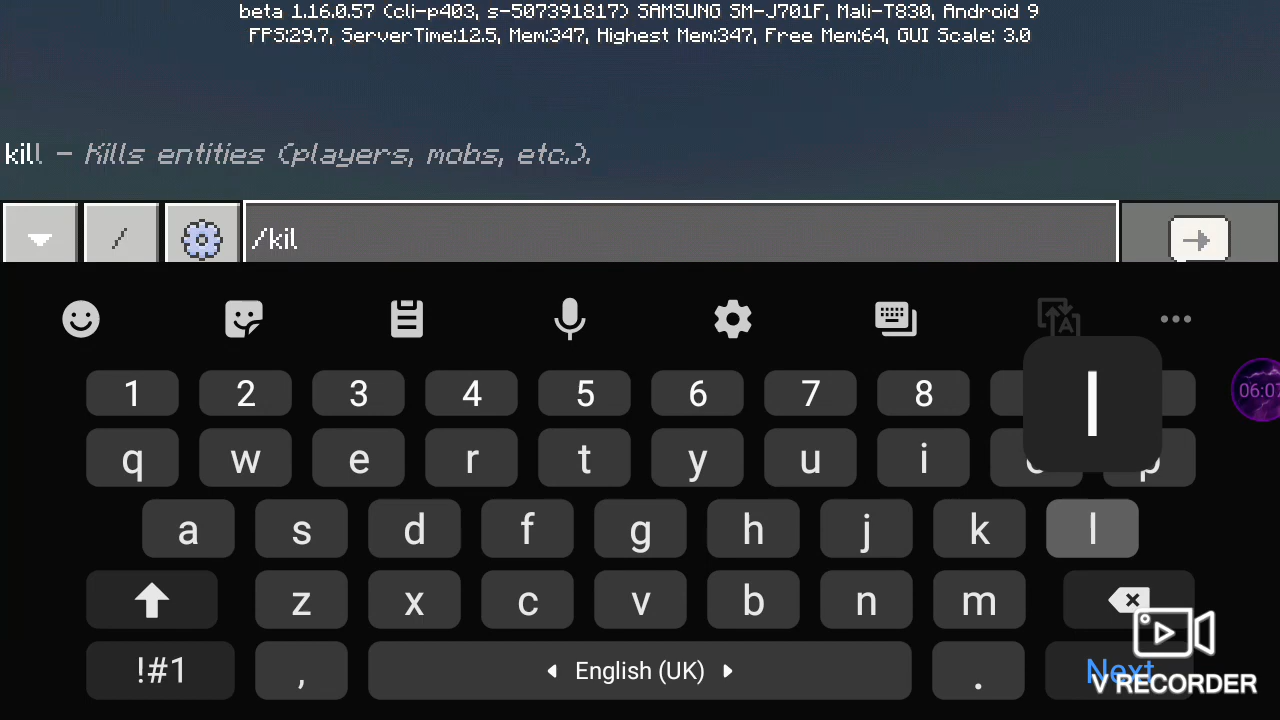 beta 1.16.0.57 (cli-p403, s-507391817) SAMSUNG SM-J701F, Mali-T830, Android 9
FPS:29.7, ServerTime:12.5, Mem:347, Highest Mem:347, Free Mem:64, GUI Scale: 3.0
kill - Kills entities (players, mobs, etc.).
/ /kil
1 2 3 4 5 6 7 8 l
06:07
q w e r t y u i o p
a s d f g h j k l
z x c v b n m
!#1 , English (UK) . Next
V RECORDER